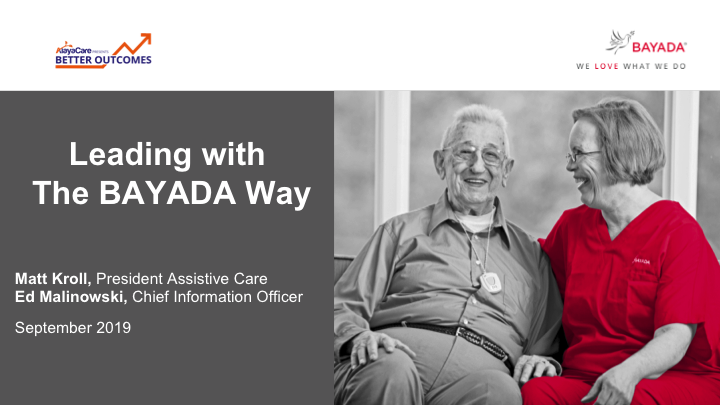 AlayaCare PRESENTS
BETTER OUTCOMES
BAYADA
WE LOVE WHAT WE DO
Leading with
The BAYADA Way
Matt Kroll, President Assistive Care
Ed Malinowski, Chief Information Officer
September 2019